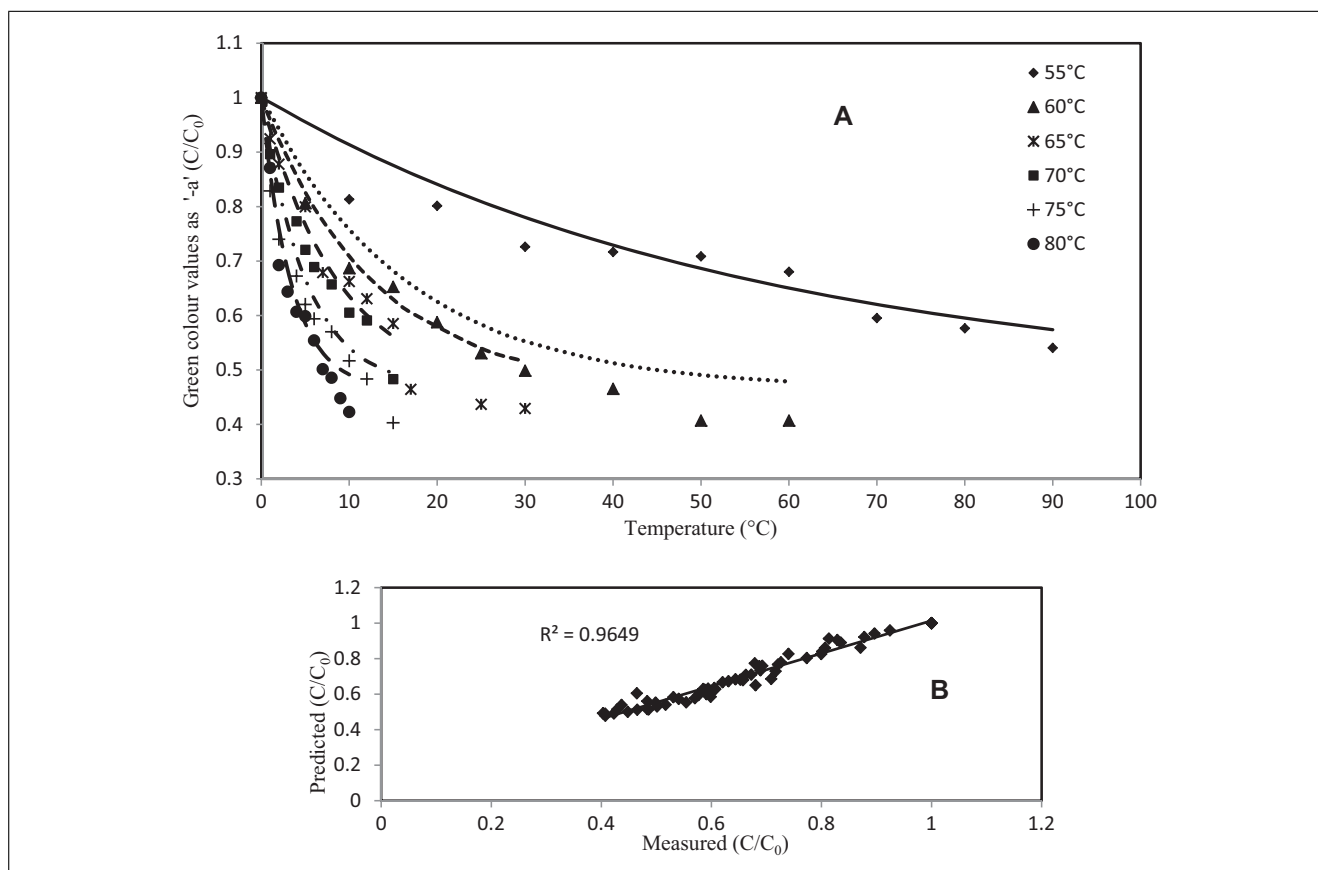 1.1
1
0.9
0.8
0.7
0.6
0.5
0.4
0.3
Green colour values as '-a' (C/C₀)
A
55°C
60°C
65°C
70°C
75°C
80°C
0 10 20 30 40 50 60 70 80 90 100
Temperature (°C)
1.2
1
0.8
0.6
0.4
0.2
0
Predicted (C/C₀)
R² = 0.9649
B
0 0.2 0.4 0.6 0.8 1 1.2
Measured (C/C₀)